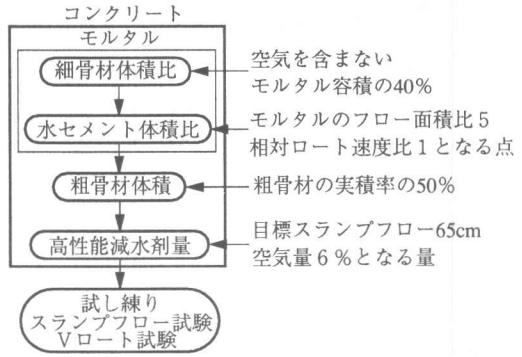 コンクリート
モルタル
細骨材体積比
空気を含まない
モルタル容積の40%
水セメント体積比
モルタルのフロー面積比5
相対ロート速度比1となる点
粗骨材体積
粗骨材の実積率の50%
高性能減水剤量
目標スランプフロー65cm
空気量6%となる量
試し練り
スランプフロー試験
Vロート試験